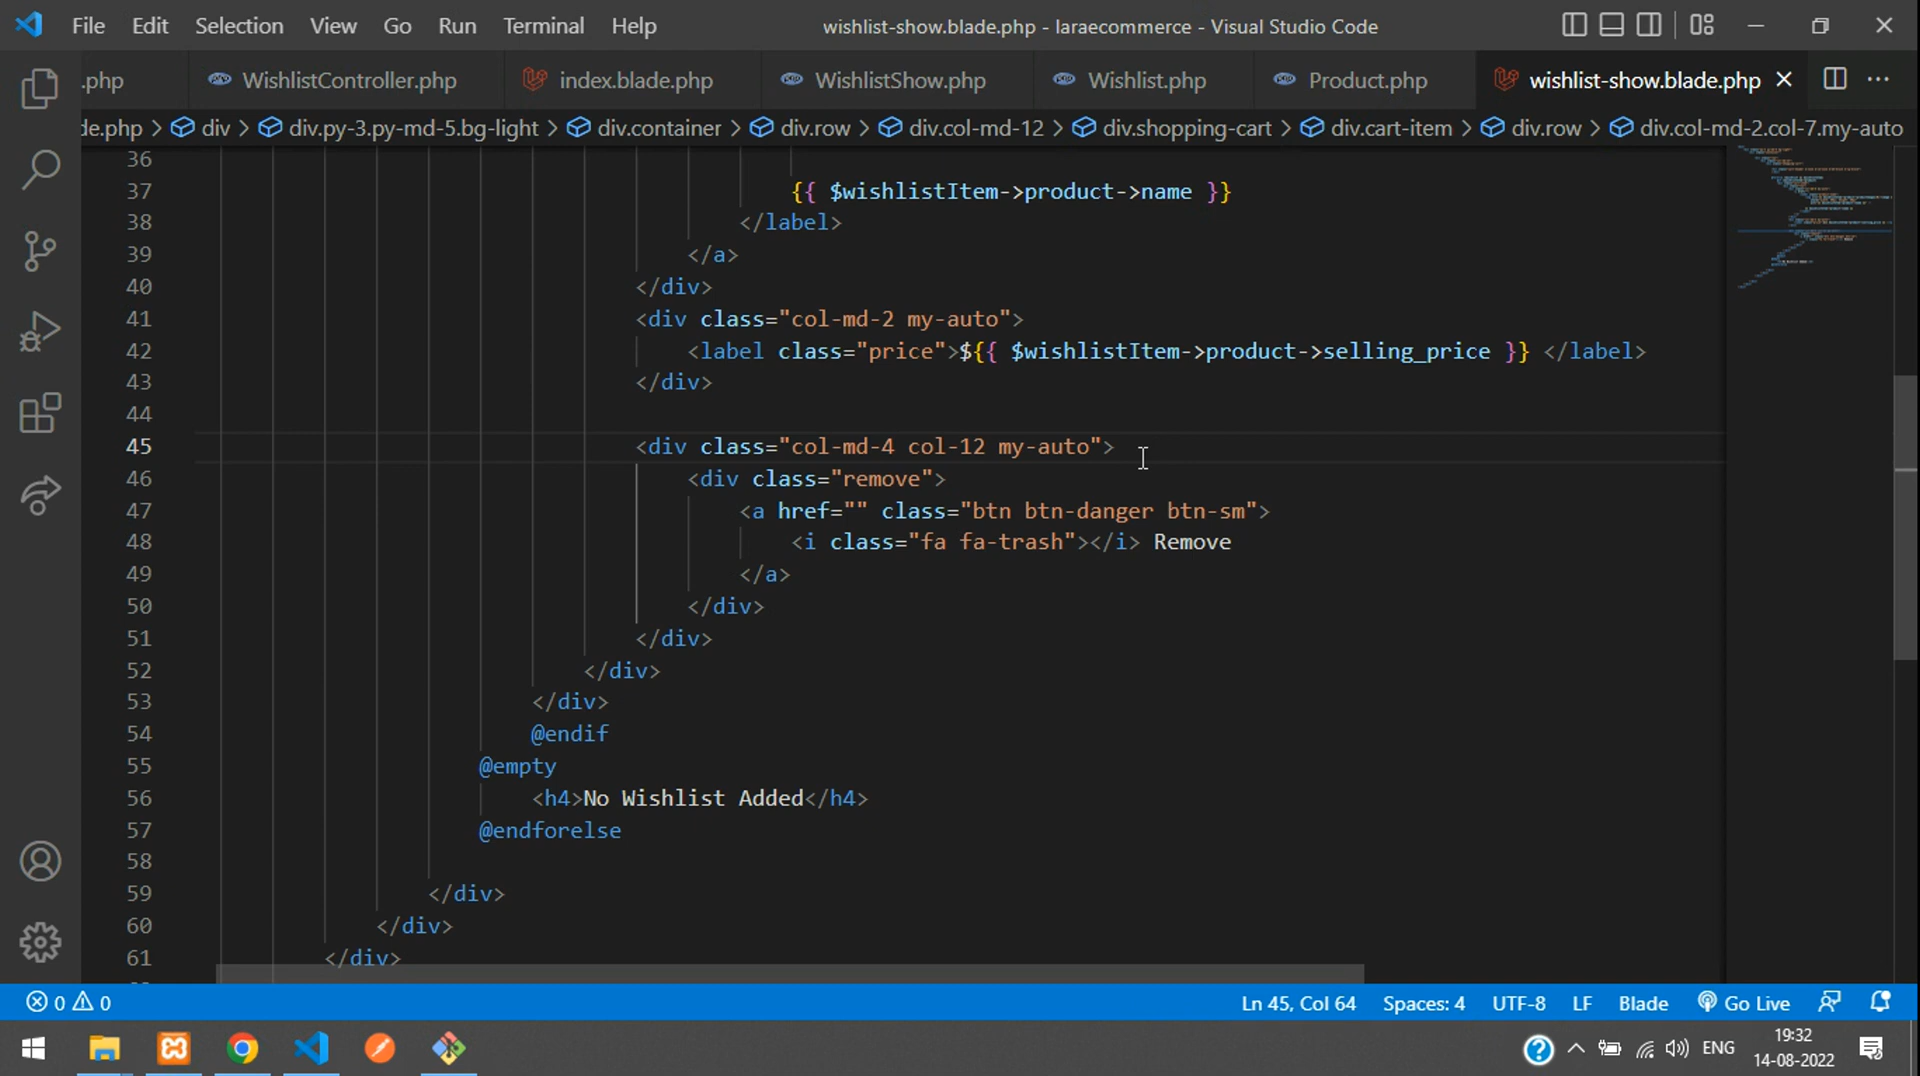 File Edit Selection View Go Run Terminal Help wishlist-show.blade.php - laraecommerce - Visual Studio Code
.php WishlistController.php index.blade.php WishlistShow.php Wishlist.php Product.php wishlist-show.blade.php
de.php > div > div.py-3.py-md-5.bg-light > div.container > div.row > div.col-md-12 > div.shopping-cart > div.cart-item > div.row > div.col-md-2.col-7.my-auto
36
37 {{ $wishlistItem->product->name }}
38 </label>
39 </a>
40 </div>
41 <div class="col-md-2 my-auto">
42 <label class="price">${{ $wishlistItem->product->selling_price }} </label>
43 </div>
44
45 <div class="col-md-4 col-12 my-auto">
46 <div class="remove">
47 <a href="" class="btn btn-danger btn-sm">
48 <i class="fa fa-trash"></i> Remove
49 </a>
50 </div>
51 </div>
52 </div>
53 </div>
54 @endif
55 @empty
56 <h4>No Wishlist Added</h4>
57 @endforelse
58
59 </div>
60 </div>
61 </div>
0 0 Ln 45, Col 64 Spaces: 4 UTF-8 LF Blade Go Live
ENG 19:32
14-08-2022